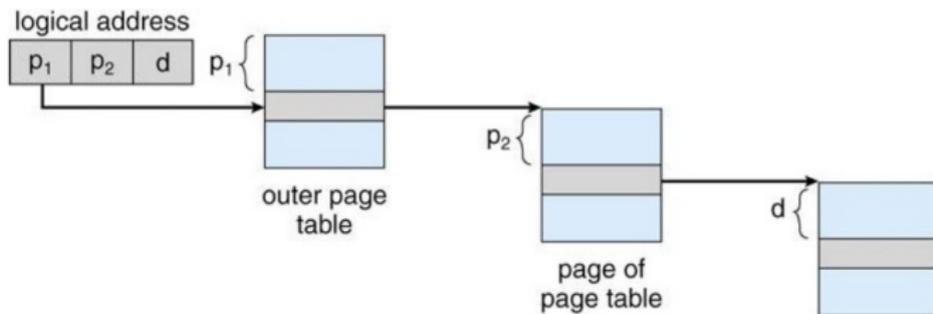 logical address
p₁ p₂ d
p₁
outer page
table
p₂
page of
page table
d